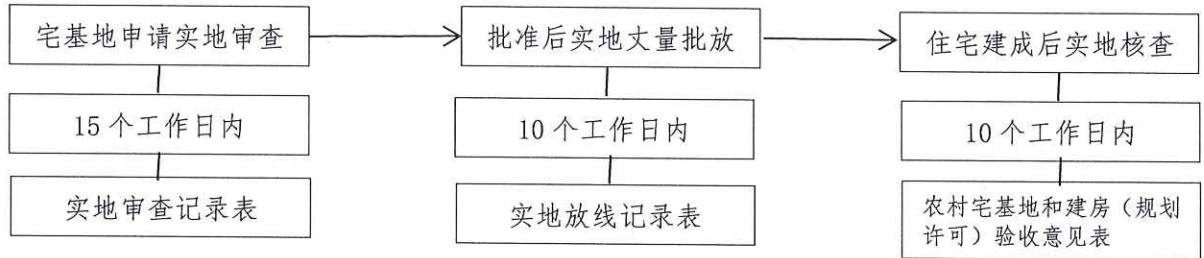 宅基地申请实地审查
批准后实地丈量批放
住宅建成后实地核查
15 个工作日内
10 个工作日内
10 个工作日内
实地审查记录表
实地放线记录表
农村宅基地和建房（规划
许可）验收意见表